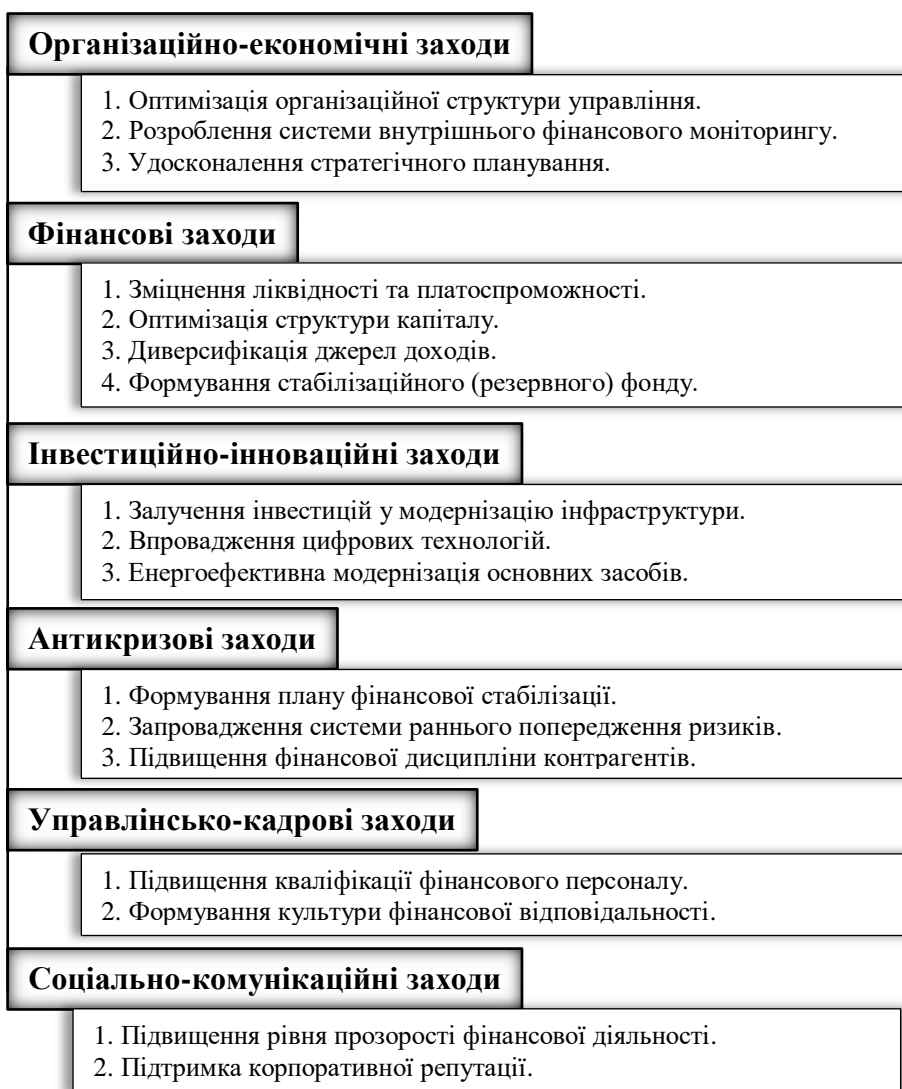 Організаційно-економічні заходи
1. Оптимізація організаційної структури управління.
2. Розроблення системи внутрішнього фінансового моніторингу.
3. Удосконалення стратегічного планування.
Фінансові заходи
1. Зміцнення ліквідності та платоспроможності.
2. Оптимізація структури капіталу.
3. Диверсифікація джерел доходів.
4. Формування стабілізаційного (резервного) фонду.
Інвестиційно-інноваційні заходи
1. Залучення інвестицій у модернізацію інфраструктури.
2. Впровадження цифрових технологій.
3. Енергоефективна модернізація основних засобів.
Антикризові заходи
1. Формування плану фінансової стабілізації.
2. Запровадження системи раннього попередження ризиків.
3. Підвищення фінансової дисципліни контрагентів.
Управлінсько-кадрові заходи
1. Підвищення кваліфікації фінансового персоналу.
2. Формування культури фінансової відповідальності.
Соціально-комунікаційні заходи
1. Підвищення рівня прозорості фінансової діяльності.
2. Підтримка корпоративної репутації.